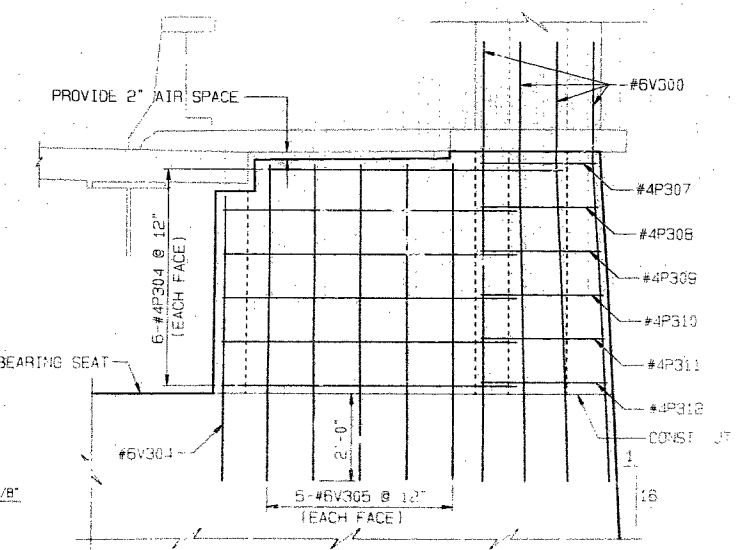 PROVIDE 2" AIR SPACE
#6V300
#4P307
#4P308
#4P309
#4P310
#4P311
#4P312
6-#4P304 @ 12"
(EACH FACE)
BEARING SEAT
CONST JT
#6V304
2'-0"
5-#6V305 @ 12"
(EACH FACE)
1
16
/8"